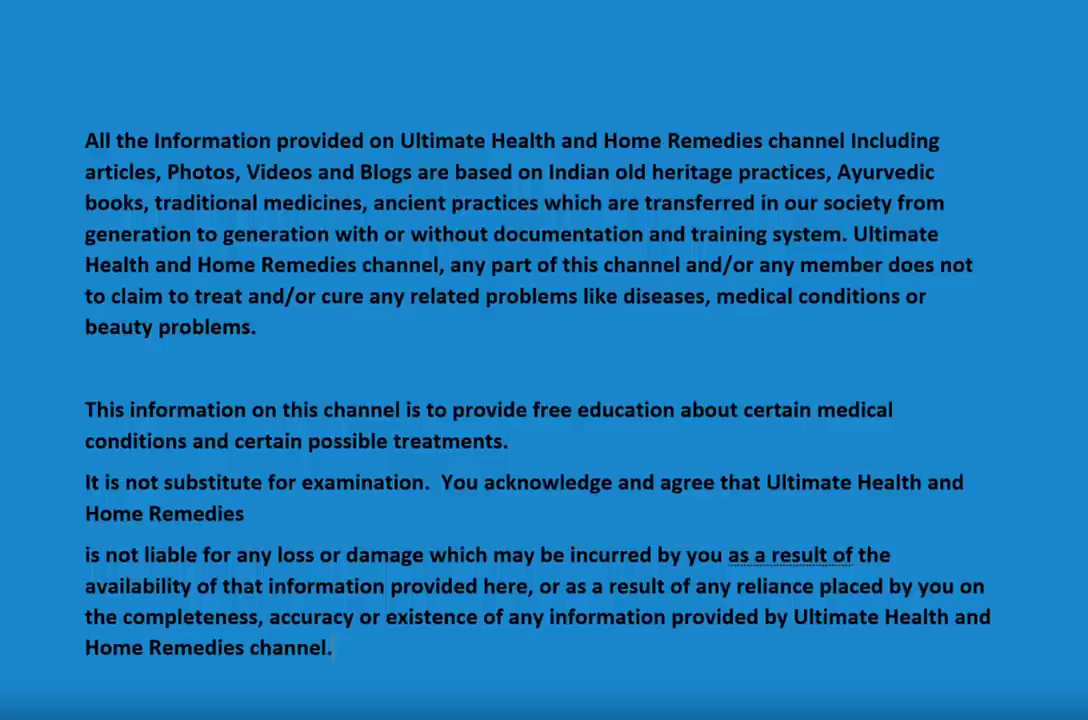 All the Information provided on Ultimate Health and Home Remedies channel Including
articles, Photos, Videos and Blogs are based on Indian old heritage practices, Ayurvedic
books, traditional medicines, ancient practices which are transferred in our society from
generation to generation with or without documentation and training system. Ultimate
Health and Home Remedies channel, any part of this channel and/or any member does not
to claim to treat and/or cure any related problems like diseases, medical conditions or
beauty problems.
This information on this channel is to provide free education about certain medical
conditions and certain possible treatments.
It is not substitute for examination.  You acknowledge and agree that Ultimate Health and
Home Remedies
is not liable for any loss or damage which may be incurred by you as a result of the
availability of that information provided here, or as a result of any reliance placed by you on
the completeness, accuracy or existence of any information provided by Ultimate Health and
Home Remedies channel.